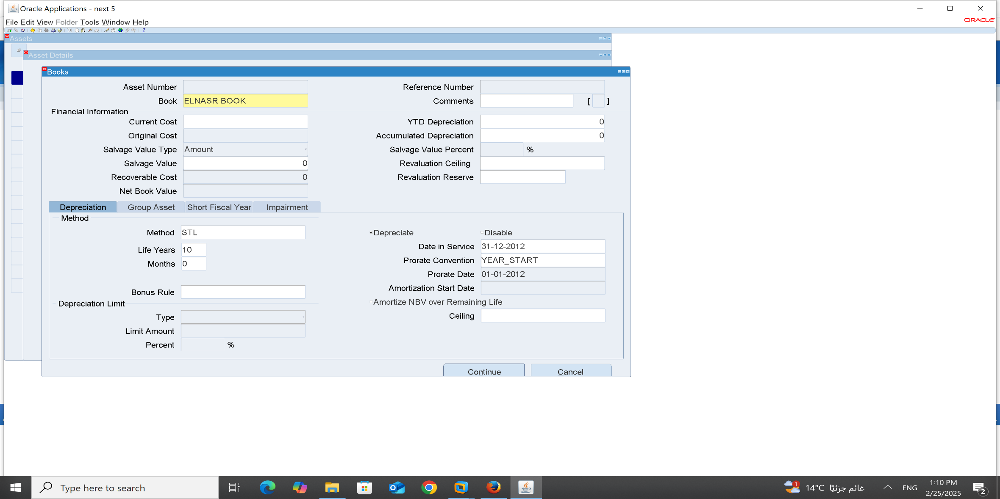 Oracle Applications - next 5
File Edit View Folder Tools Window Help
ORACLE
Assets
Asset Details
Books
Asset Number
Reference Number
Book ELNASR BOOK
Comments [ ]
Financial Information
Current Cost
YTD Depreciation 0
Original Cost
Accumulated Depreciation 0
Salvage Value Type Amount
Salvage Value Percent %
Salvage Value 0
Revaluation Ceiling
Recoverable Cost 0
Revaluation Reserve
Net Book Value
Depreciation Group Asset Short Fiscal Year Impairment
Method
Method STL
Depreciate Disable
Life Years 10
Date in Service 31-12-2012
Months 0
Prorate Convention YEAR_START
Prorate Date 01-01-2012
Amortization Start Date
Bonus Rule
Amortize NBV over Remaining Life
Depreciation Limit
Type
Ceiling
Limit Amount
Percent %
Continue Cancel
Type here to search
1
14°C غائم جزئيًا
ENG
1:10 PM
2/25/2025
2